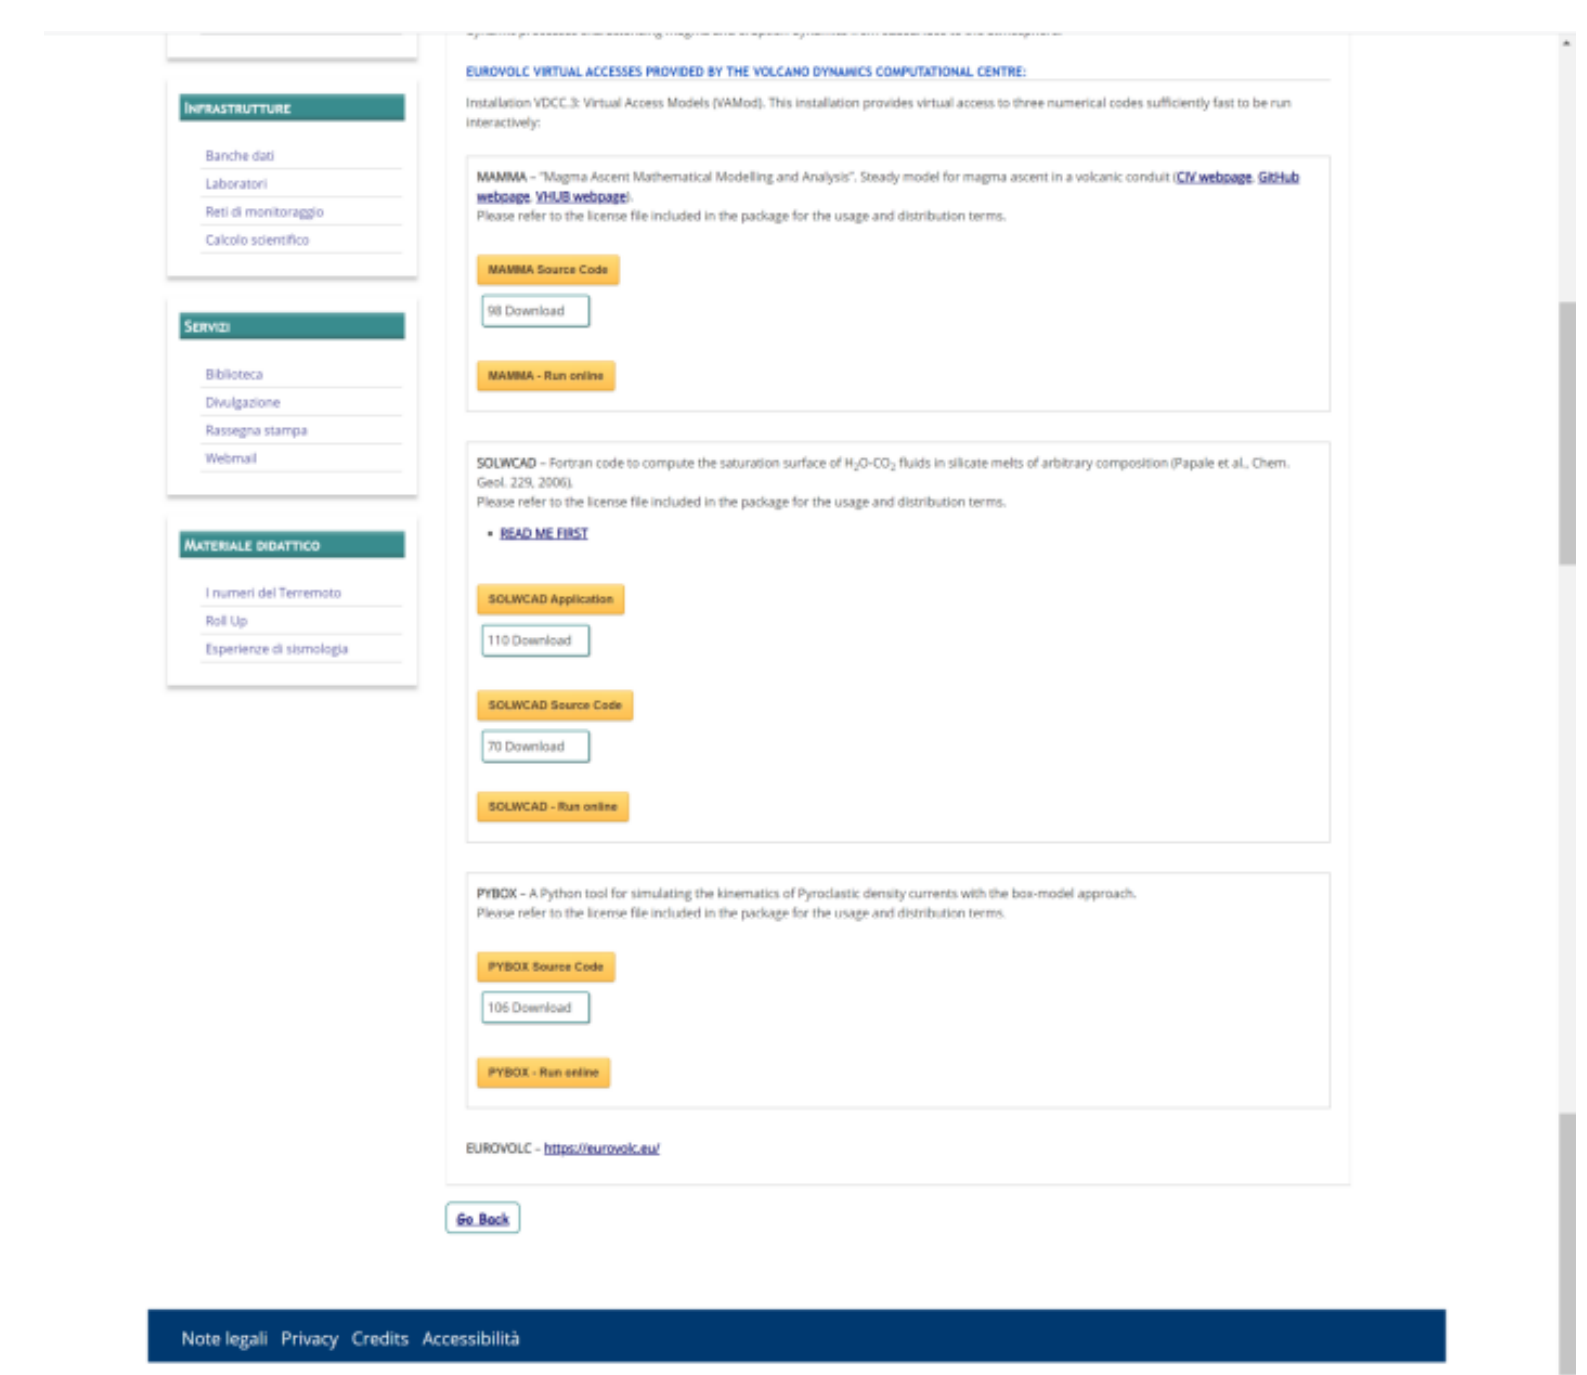 INFRASTRUTTURE
Banche dati
Laboratori
Reti di monitoraggio
Calcolo scientifico
SERVIZI
Biblioteca
Divulgazione
Rassegna stampa
Webmail
MATERIALE DIDATTICO
I numeri del Terremoto
Roll Up
Esperienze di sismologia
EUROVOLC VIRTUAL ACCESSES PROVIDED BY THE VOLCANO DYNAMICS COMPUTATIONAL CENTRE:
Installation VDCC.3: Virtual Access Models (VAMod). This installation provides virtual access to three numerical codes sufficiently fast to be run
interactively:
MAMMA – "Magma Ascent Mathematical Modelling and Analysis". Steady model for magma ascent in a volcanic conduit (CIV webpage, GitHub
webpage, VHUB webpage).
Please refer to the license file included in the package for the usage and distribution terms.
MAMMA Source Code
98 Download
MAMMA - Run online
SOLWCAD – Fortran code to compute the saturation surface of H₂O-CO₂ fluids in silicate melts of arbitrary composition (Papale et al., Chem.
Geol. 229, 2006).
Please refer to the license file included in the package for the usage and distribution terms.
• READ ME FIRST
SOLWCAD Application
110 Download
SOLWCAD Source Code
70 Download
SOLWCAD - Run online
PYBOX – A Python tool for simulating the kinematics of Pyroclastic density currents with the box-model approach.
Please refer to the license file included in the package for the usage and distribution terms.
PYBOX Source Code
106 Download
PYBOX - Run online
EUROVOLC – https://eurovolc.eu/
Go Back
Note legali Privacy Credits Accessibilità